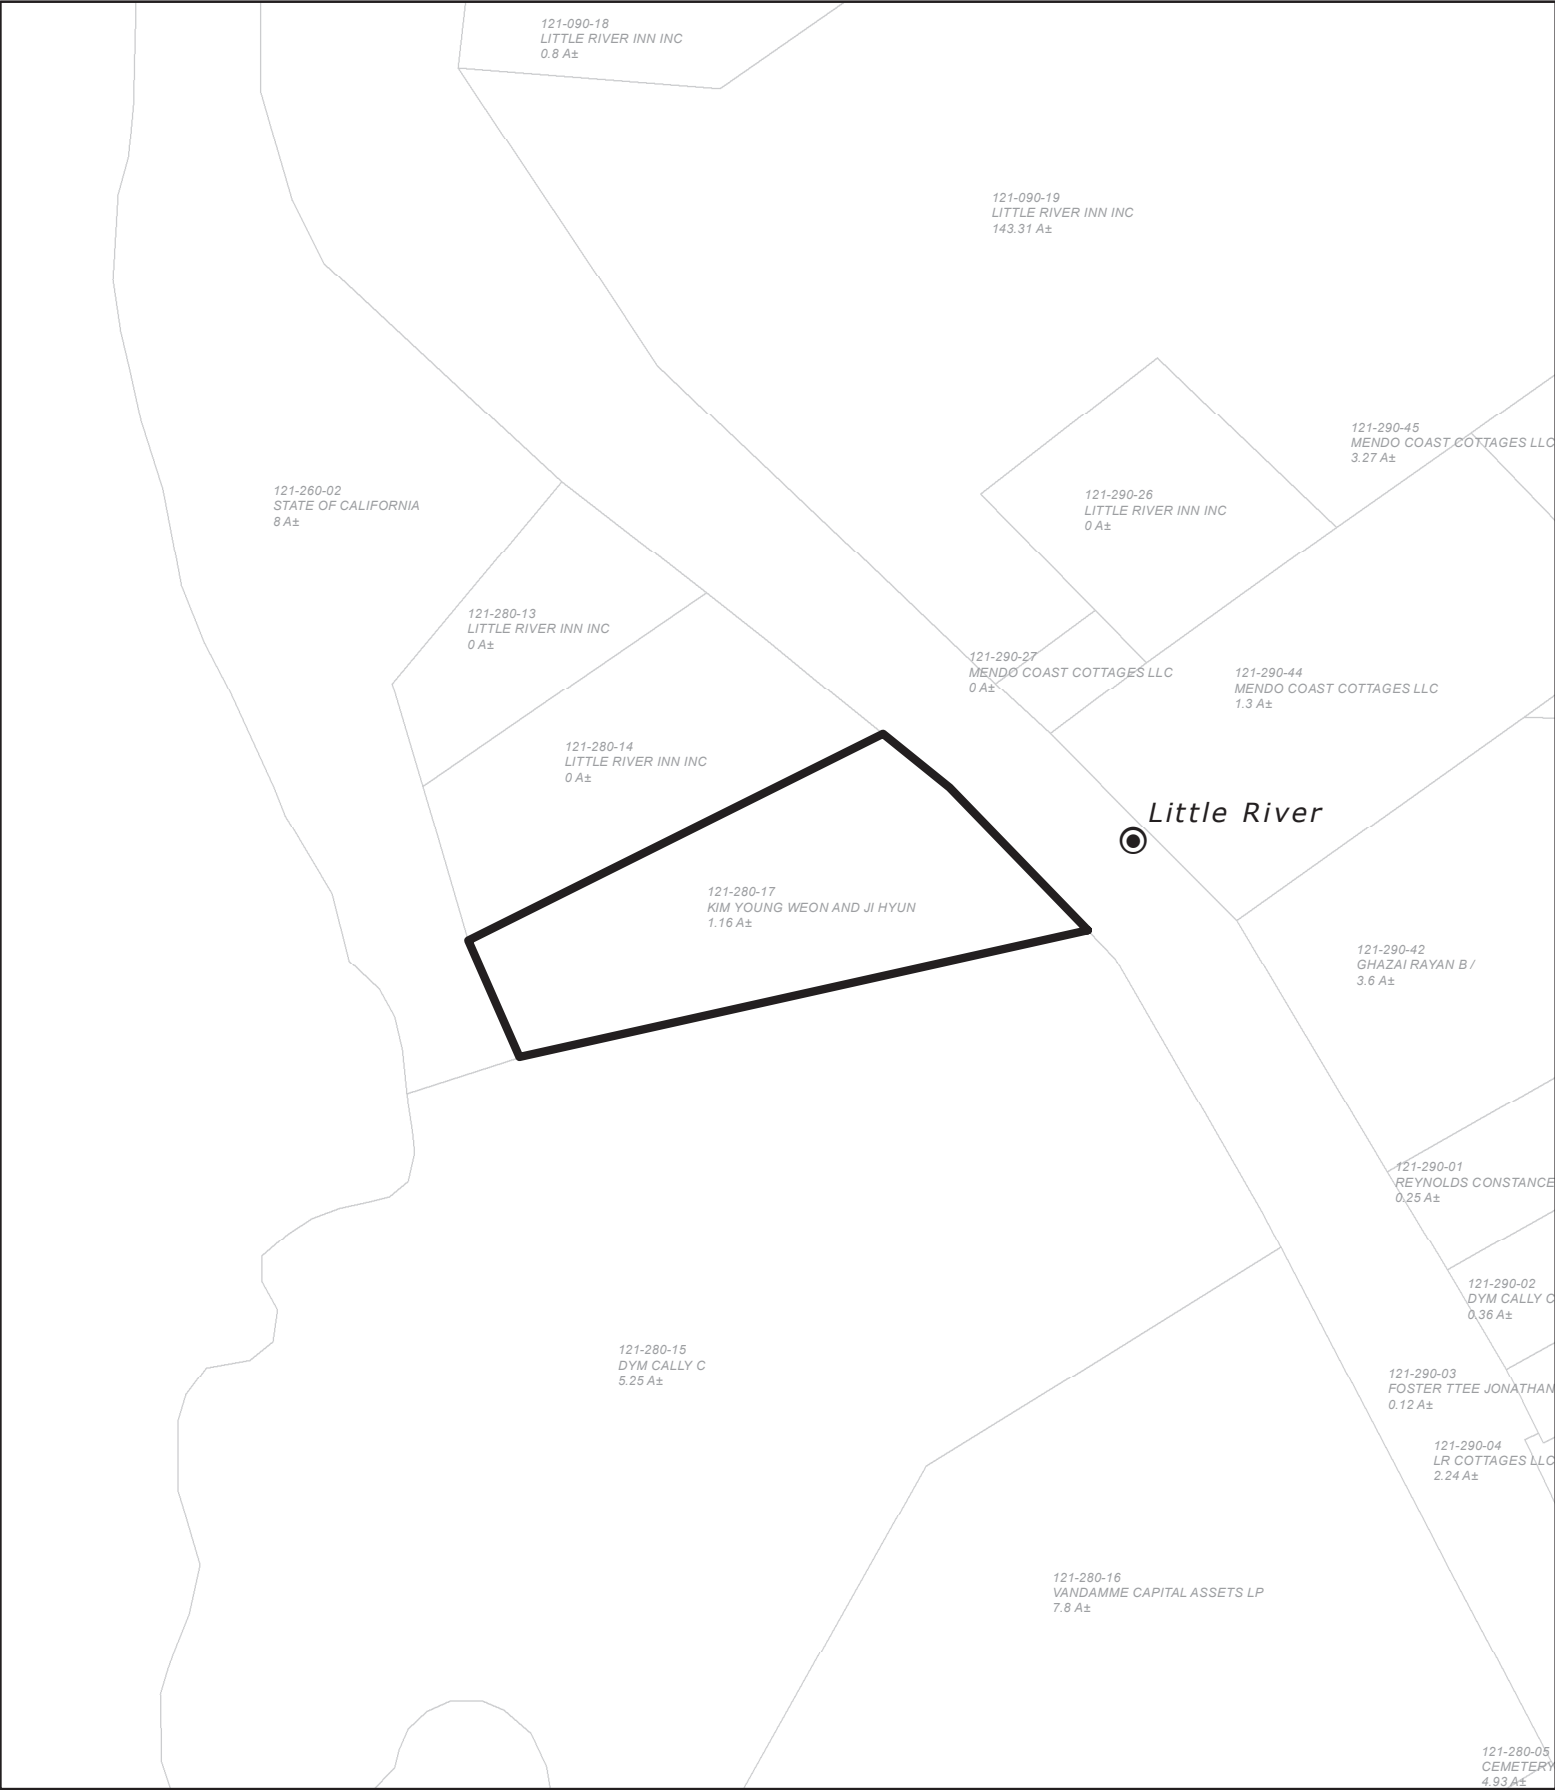 121-090-18
LITTLE RIVER INN INC
0.8 A±
121-090-19
LITTLE RIVER INN INC
143.31 A±
121-290-45
MENDO COAST COTTAGES LLC
3.27 A±
121-260-02
STATE OF CALIFORNIA
8 A±
121-290-26
LITTLE RIVER INN INC
0 A±
121-280-13
LITTLE RIVER INN INC
0 A±
121-290-27
MENDO COAST COTTAGES LLC
0 A±
121-290-44
MENDO COAST COTTAGES LLC
1.3 A±
121-280-14
LITTLE RIVER INN INC
0 A±
Little River
121-280-17
KIM YOUNG WEON AND JI HYUN
1.16 A±
121-290-42
GHAZAI RAYAN B /
3.6 A±
121-290-01
REYNOLDS CONSTANCE
0.25 A±
121-290-02
DYM CALLY C
0.36 A±
121-280-15
DYM CALLY C
5.25 A±
121-290-03
FOSTER TTEE JONATHAN
0.12 A±
121-290-04
LR COTTAGES LLC
2.24 A±
121-280-16
VANDAMME CAPITAL ASSETS LP
7.8 A±
121-280-05
CEMETERY
4.93 A±